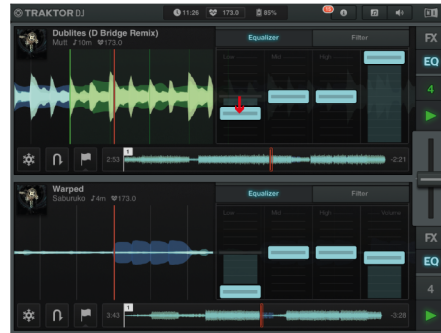 TRAKTOR DJ
11:26
173.0
85%
Dublites (D Bridge Remix)
Mutt ♪10m 173.0
Equalizer
Filter
FX
EQ
Low
Mid
High
4
1
2:53
-2:21
Warped
Saburuko ♪4m 173.0
Equalizer
Filter
FX
EQ
Low
Mid
High
Volume
4
1
3:43
-3:28